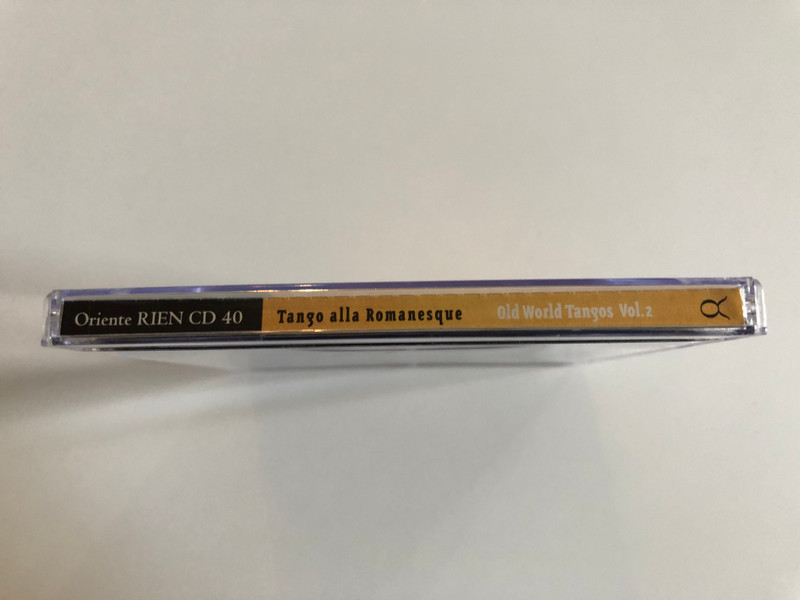 Oriente RIEN CD 40 Tango alla Romanesque Old World Tangos Vol.2